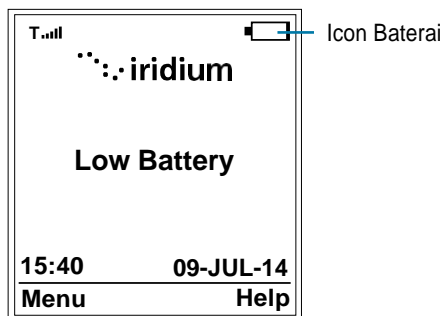 T
Icon Baterai
iridium
Low Battery
15:40 09-JUL-14
Menu Help